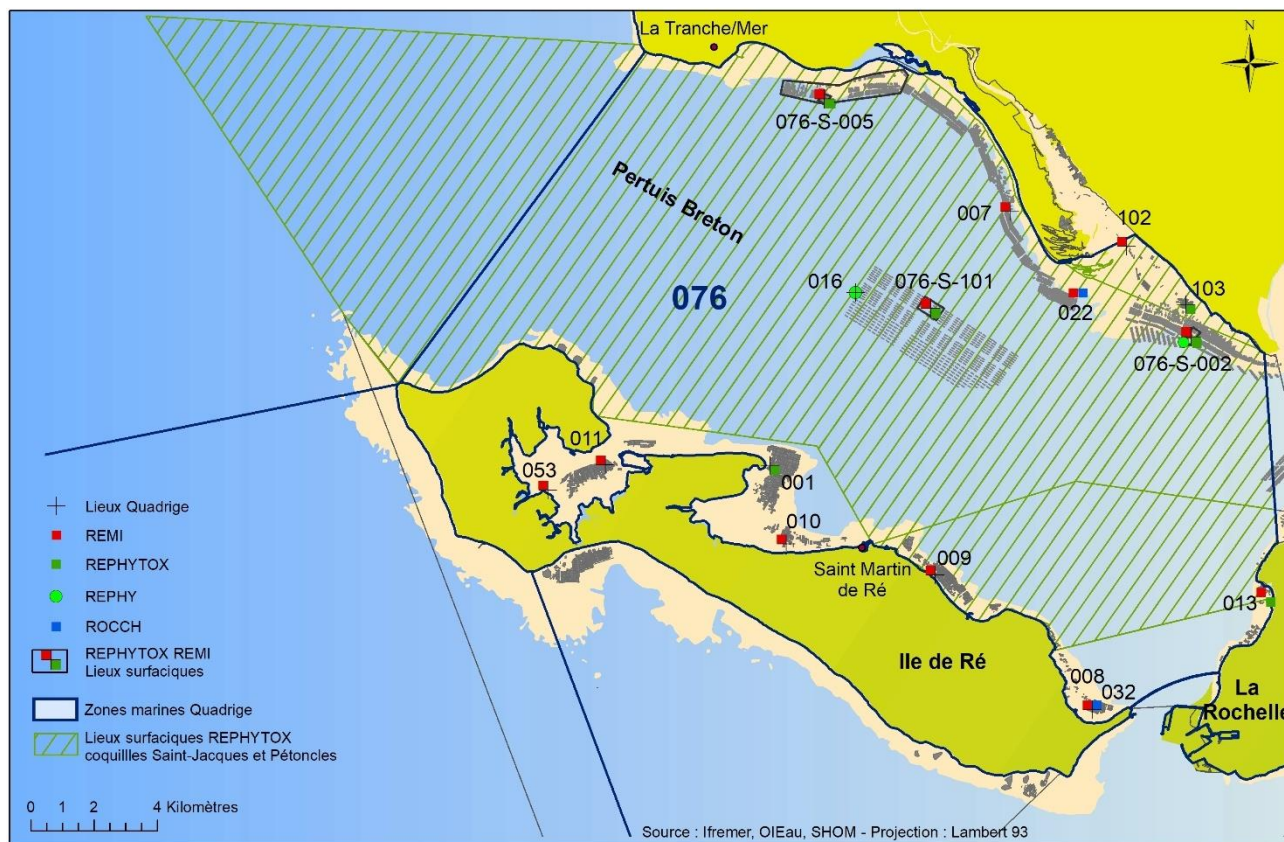 La Tranche/Mer
N
076-S-005
Pertuis Breton
007
102
076
016
076-S-101
022
103
076-S-002
011
053
001
010
Saint Martin
de Ré
009
013
Ile de Ré
008
032
La
Rochelle
Lieux Quadrige
REMI
REPHYTOX
REPHY
ROCCH
REPHYTOX REMI
Lieux surfaciques
Zones marines Quadrige
Lieux surfaciques REPHYTOX
coquilles Saint-Jacques et Pétoncles
0 1 2 4 Kilomètres
Source : Ifremer, OIEau, SHOM - Projection : Lambert 93